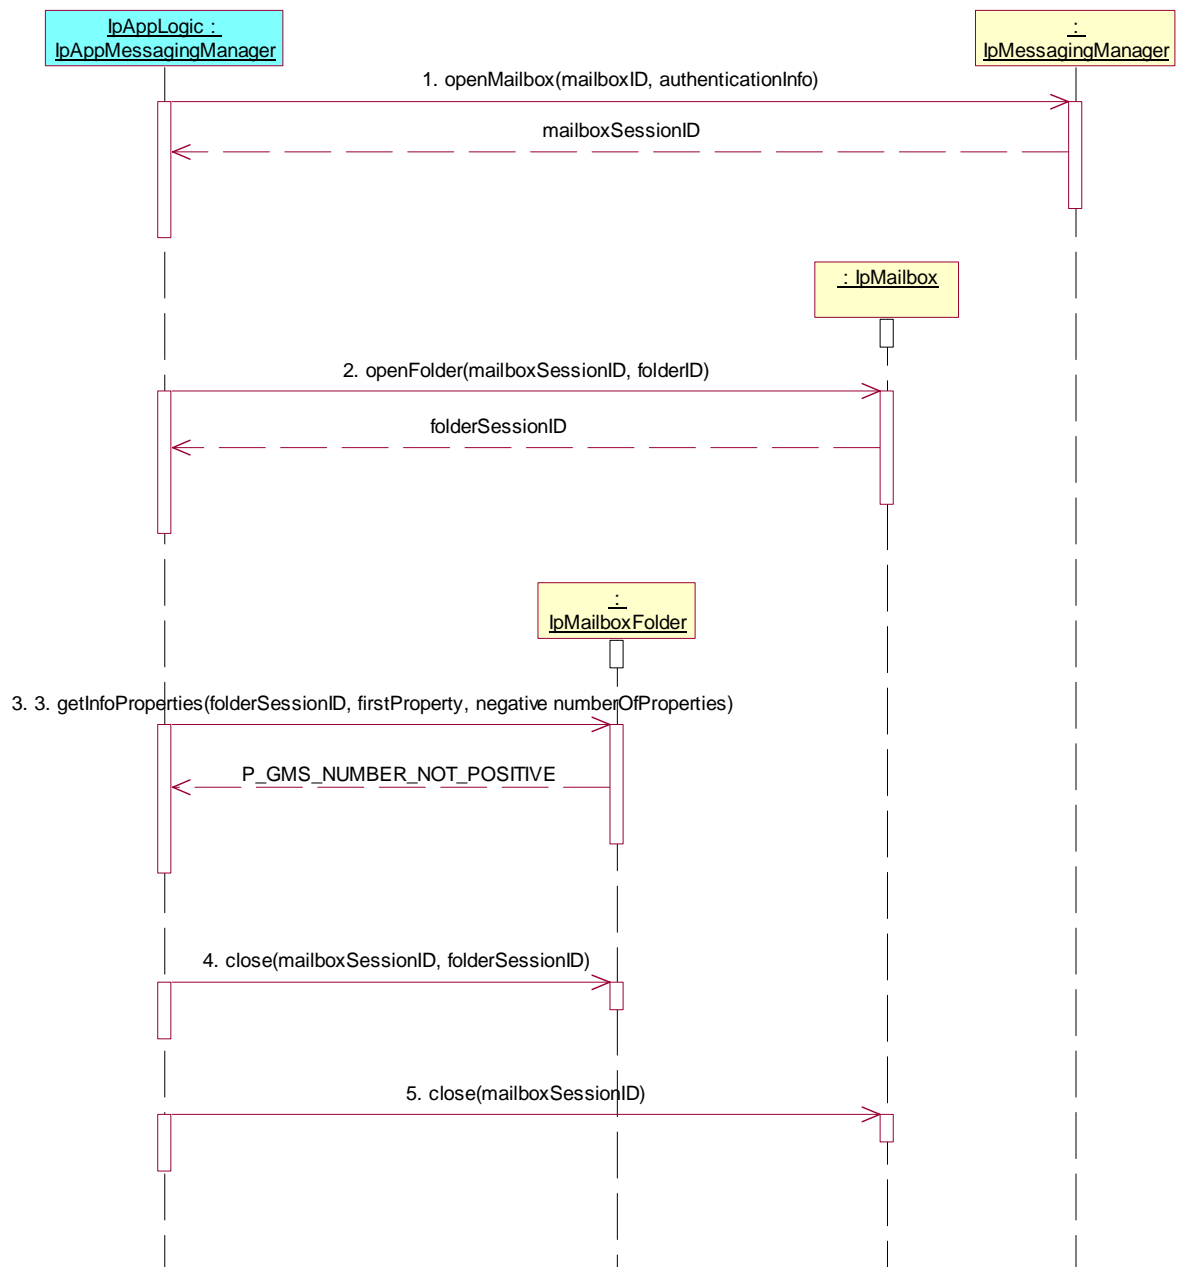 IpAppLogic :
IpAppMessagingManager
:
IpMessagingManager
1. openMailbox(mailboxID, authenticationInfo)
mailboxSessionID
: IpMailbox
2. openFolder(mailboxSessionID, folderID)
folderSessionID
:
IpMailboxFolder
3. 3. getInfoProperties(folderSessionID, firstProperty, negative numberOfProperties)
P_GMS_NUMBER_NOT_POSITIVE
4. close(mailboxSessionID, folderSessionID)
5. close(mailboxSessionID)